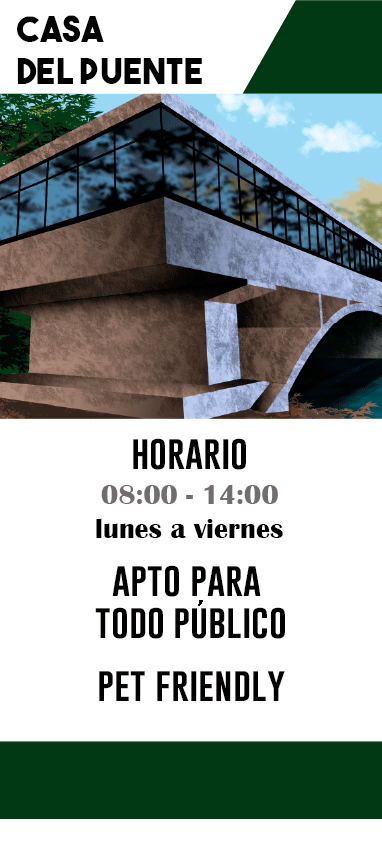 CASA
DEL PUENTE
HORARIO
08:00 - 14:00
lunes a viernes
APTO PARA
TODO PÚBLICO
PET FRIENDLY